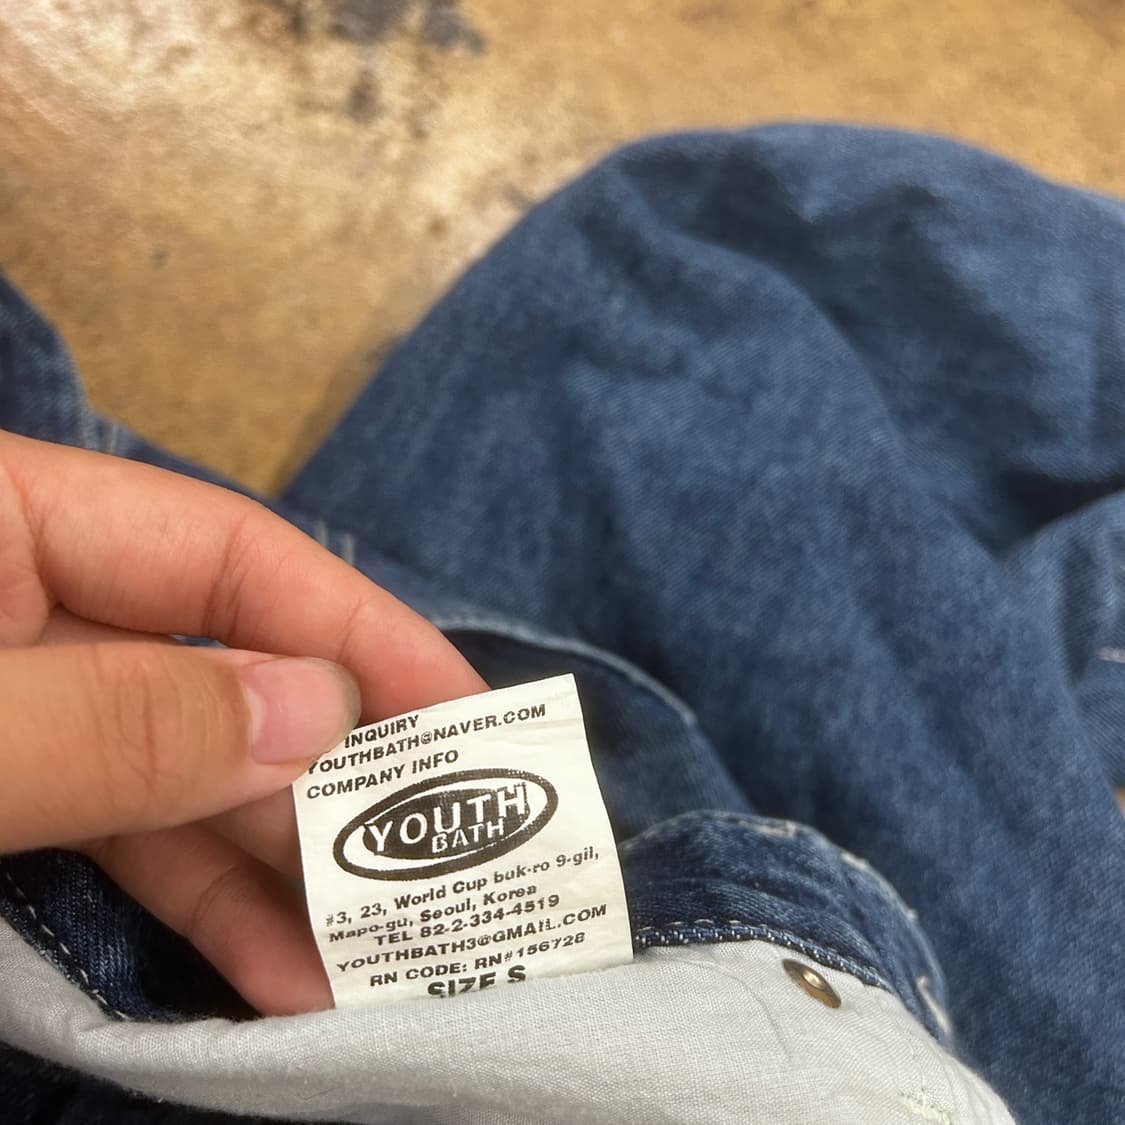 INQUIRY
YOUTHBATH@NAVER.COM
COMPANY INFO
YOUTH
BATH
#3, 23, World Cup buk-ro 9-gil,
Mapo-gu, Seoul, Korea
TEL 82-2-334-4519
YOUTHBATH3@GMAIL.COM
RN CODE: RN#156728
SIZE S